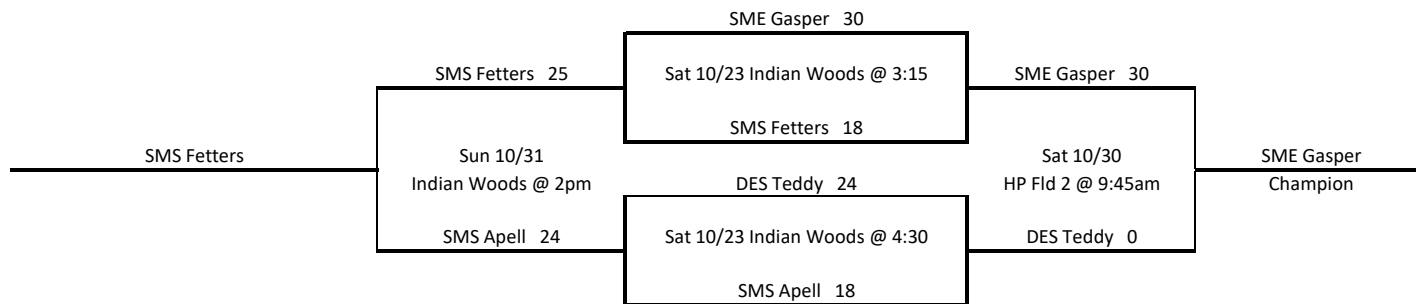 SME Gasper 30
SMS Fetters 25
Sat 10/23 Indian Woods @ 3:15
SME Gasper 30
SMS Fetters 18
SMS Fetters
Sun 10/31
Indian Woods @ 2pm
DES Teddy 24
Sat 10/30
HP Fld 2 @ 9:45am
SME Gasper
Champion
SMS Apell 24
Sat 10/23 Indian Woods @ 4:30
DES Teddy 0
SMS Apell 18